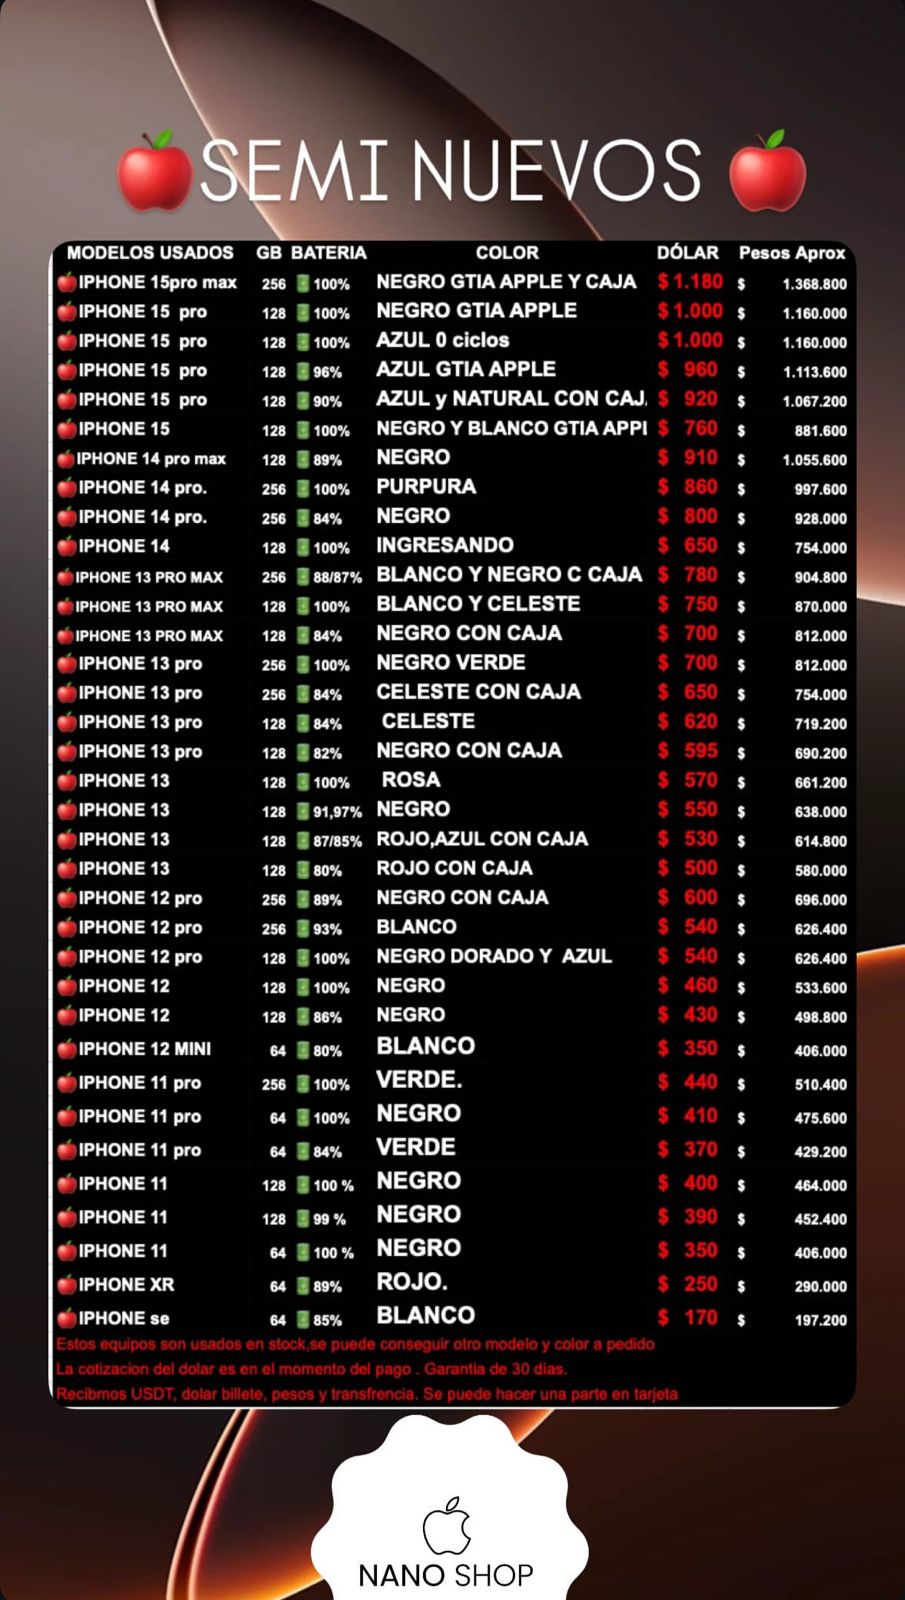 SEMI NUEVOS
MODELOS USADOS GB BATERIA COLOR DÓLAR Pesos Aprox
IPHONE 15pro max 256 100% NEGRO GTIA APPLE Y CAJA $ 1.180 $ 1.368.800
IPHONE 15 pro 128 100% NEGRO GTIA APPLE $ 1.000 $ 1.160.000
IPHONE 15 pro 128 100% AZUL 0 ciclos $ 1.000 $ 1.160.000
IPHONE 15 pro 128 96% AZUL GTIA APPLE $ 960 $ 1.113.600
IPHONE 15 pro 128 90% AZUL y NATURAL CON CAJ $ 920 $ 1.067.200
IPHONE 15 128 100% NEGRO Y BLANCO GTIA APPL $ 760 $ 881.600
IPHONE 14 pro max 128 89% NEGRO $ 910 $ 1.055.600
IPHONE 14 pro. 256 100% PURPURA $ 860 $ 997.600
IPHONE 14 pro. 256 84% NEGRO $ 800 $ 928.000
IPHONE 14 128 100% INGRESANDO $ 650 $ 754.000
IPHONE 13 PRO MAX 256 88/87% BLANCO Y NEGRO C CAJA $ 780 $ 904.800
IPHONE 13 PRO MAX 128 100% BLANCO Y CELESTE $ 750 $ 870.000
IPHONE 13 PRO MAX 128 84% NEGRO CON CAJA $ 700 $ 812.000
IPHONE 13 pro 256 100% NEGRO VERDE $ 700 $ 812.000
IPHONE 13 pro 256 84% CELESTE CON CAJA $ 650 $ 754.000
IPHONE 13 pro 128 84% CELESTE $ 620 $ 719.200
IPHONE 13 pro 128 82% NEGRO CON CAJA $ 595 $ 690.200
IPHONE 13 128 100% ROSA $ 570 $ 661.200
IPHONE 13 128 91,97% NEGRO $ 550 $ 638.000
IPHONE 13 128 87/85% ROJO,AZUL CON CAJA $ 530 $ 614.800
IPHONE 13 128 80% ROJO CON CAJA $ 500 $ 580.000
IPHONE 12 pro 256 89% NEGRO CON CAJA $ 600 $ 696.000
IPHONE 12 pro 256 93% BLANCO $ 540 $ 626.400
IPHONE 12 pro 128 100% NEGRO DORADO Y AZUL $ 540 $ 626.400
IPHONE 12 128 100% NEGRO $ 460 $ 533.600
IPHONE 12 128 86% NEGRO $ 430 $ 498.800
IPHONE 12 MINI 64 80% BLANCO $ 350 $ 406.000
IPHONE 11 pro 256 100% VERDE. $ 440 $ 510.400
IPHONE 11 pro 64 100% NEGRO $ 410 $ 475.600
IPHONE 11 pro 64 84% VERDE $ 370 $ 429.200
IPHONE 11 128 100 % NEGRO $ 400 $ 464.000
IPHONE 11 128 99 % NEGRO $ 390 $ 452.400
IPHONE 11 64 100 % NEGRO $ 350 $ 406.000
IPHONE XR 64 89% ROJO. $ 250 $ 290.000
IPHONE se 64 85% BLANCO $ 170 $ 197.200
Estos equipos son usados en stock,se puede conseguir otro modelo y color a pedido
La cotizacion del dolar es en el momento del pago . Garantia de 30 dias.
Recibmos USDT, dolar billete, pesos y transfrencia. Se puede hacer una parte en tarjeta
NANO SHOP